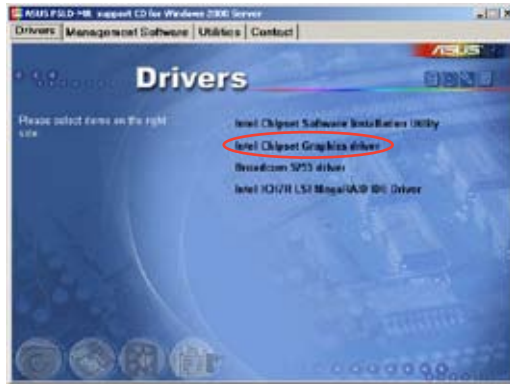 ASUS P5LD-MR support CD for Windows 2000 Server
Drivers Management Software Utilities Contact
ASUS
Drivers
Please select items on the right side
Intel Chipset Software Installation Utility
Intel Chipset Graphics driver
Broadcom driver
Intel ICH7R LSI MegaRAID IDE Driver